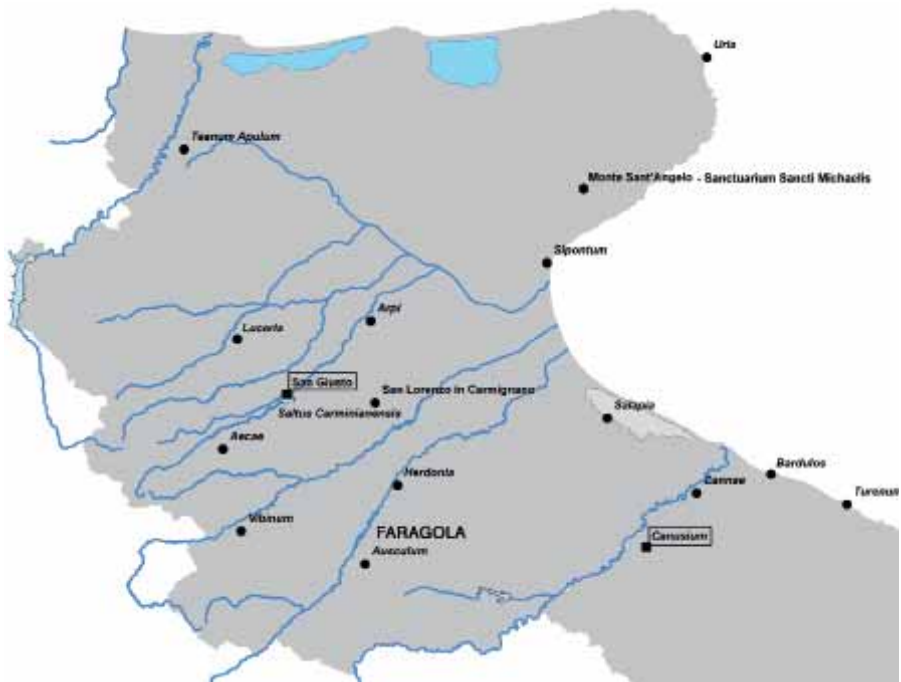 Uria
Teanum Apulum
Monte Sant'Angelo - Sanctuarium Sancti Michaelis
Sipontum
Arpi
Luceria
San Giusto
San Lorenzo in Carmignano
Saltus Carminianensis
Salapia
Aecae
Bardulos
Herdonia
Cannae
Turenum
Vibinum
FARAGOLA
Canusium
Ausculum